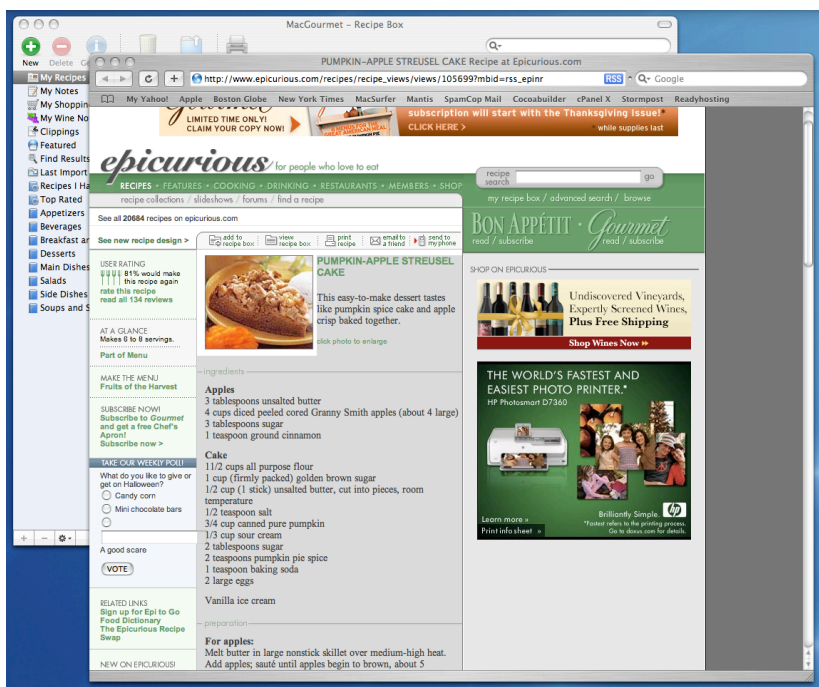 MacGourmet – Recipe Box
New
Delete
My Recipes
My Notes
My Shoppin
My Wine No
Clippings
Featured
Find Results
Last Import
Recipes I Ha
Top Rated
Appetizers
Beverages
Breakfast ar
Desserts
Main Dishes
Salads
Side Dishes
Soups and S
PUMPKIN-APPLE STREUSEL CAKE Recipe at Epicurious.com
http://www.epicurious.com/recipes/recipe_views/views/105699?mbid=rss_epinr
RSS
Google
My Yahoo! Apple Boston Globe New York Times MacSurfer Mantis SpamCop Mail Cocoabuilder cPanel X Stormpost Readyhosting
LIMITED TIME ONLY!
CLAIM YOUR COPY NOW!
subscription will start with the Thanksgiving issue!*
CLICK HERE >
*while supplies last
epicurious for people who love to eat
RECIPES • FEATURES • COOKING • DRINKING • RESTAURANTS • MEMBERS • SHOP
recipe collections / slideshows / forums / find a recipe
recipe search
go
my recipe box / advanced search / browse
BON APPÉTIT • Gourmet
read / subscribe
read / subscribe
See all 20684 recipes on epicurious.com
See new recipe design >
add to recipe box
view recipe box
print recipe
email to a friend
send to my phone
USER RATING
81% would make
this recipe again
rate this recipe
read all 134 reviews
AT A GLANCE
Makes 6 to 8 servings.
Part of Menu
MAKE THE MENU
Fruits of the Harvest
SUBSCRIBE NOW!
Subscribe to Gourmet
and get a free Chef's
Apron!
Subscribe now >
TAKE OUR WEEKLY POLL!
What do you like to give or
get on Halloween?
Candy corn
Mini chocolate bars
A good scare
VOTE
RELATED LINKS
Sign up for Epi to Go
Food Dictionary
The Epicurious Recipe
Swap
NEW ON EPICURIOUS!
PUMPKIN-APPLE STREUSEL
CAKE
This easy-to-make dessert tastes
like pumpkin spice cake and apple
crisp baked together.
click photo to enlarge
ingredients
Apples
3 tablespoons unsalted butter
4 cups diced peeled cored Granny Smith apples (about 4 large)
3 tablespoons sugar
1 teaspoon ground cinnamon
Cake
11/2 cups all purpose flour
1 cup (firmly packed) golden brown sugar
1/2 cup (1 stick) unsalted butter, cut into pieces, room
temperature
1/2 teaspoon salt
3/4 cup canned pure pumpkin
1/3 cup sour cream
2 tablespoons sugar
2 teaspoons pumpkin pie spice
1 teaspoon baking soda
2 large eggs
Vanilla ice cream
preparation
For apples:
Melt butter in large nonstick skillet over medium-high heat.
Add apples; sauté until apples begin to brown, about 5
SHOP ON EPICURIOUS
Undiscovered Vineyards,
Expertly Screened Wines,
Plus Free Shipping
Shop Wines Now
THE WORLD'S FASTEST AND
EASIEST PHOTO PRINTER.*
HP Photosmart D7360
Learn more »
Print info sheet »
Brilliantly Simple.
hp
*Fastest refers to the printing process.
Go to doxus.com for details.